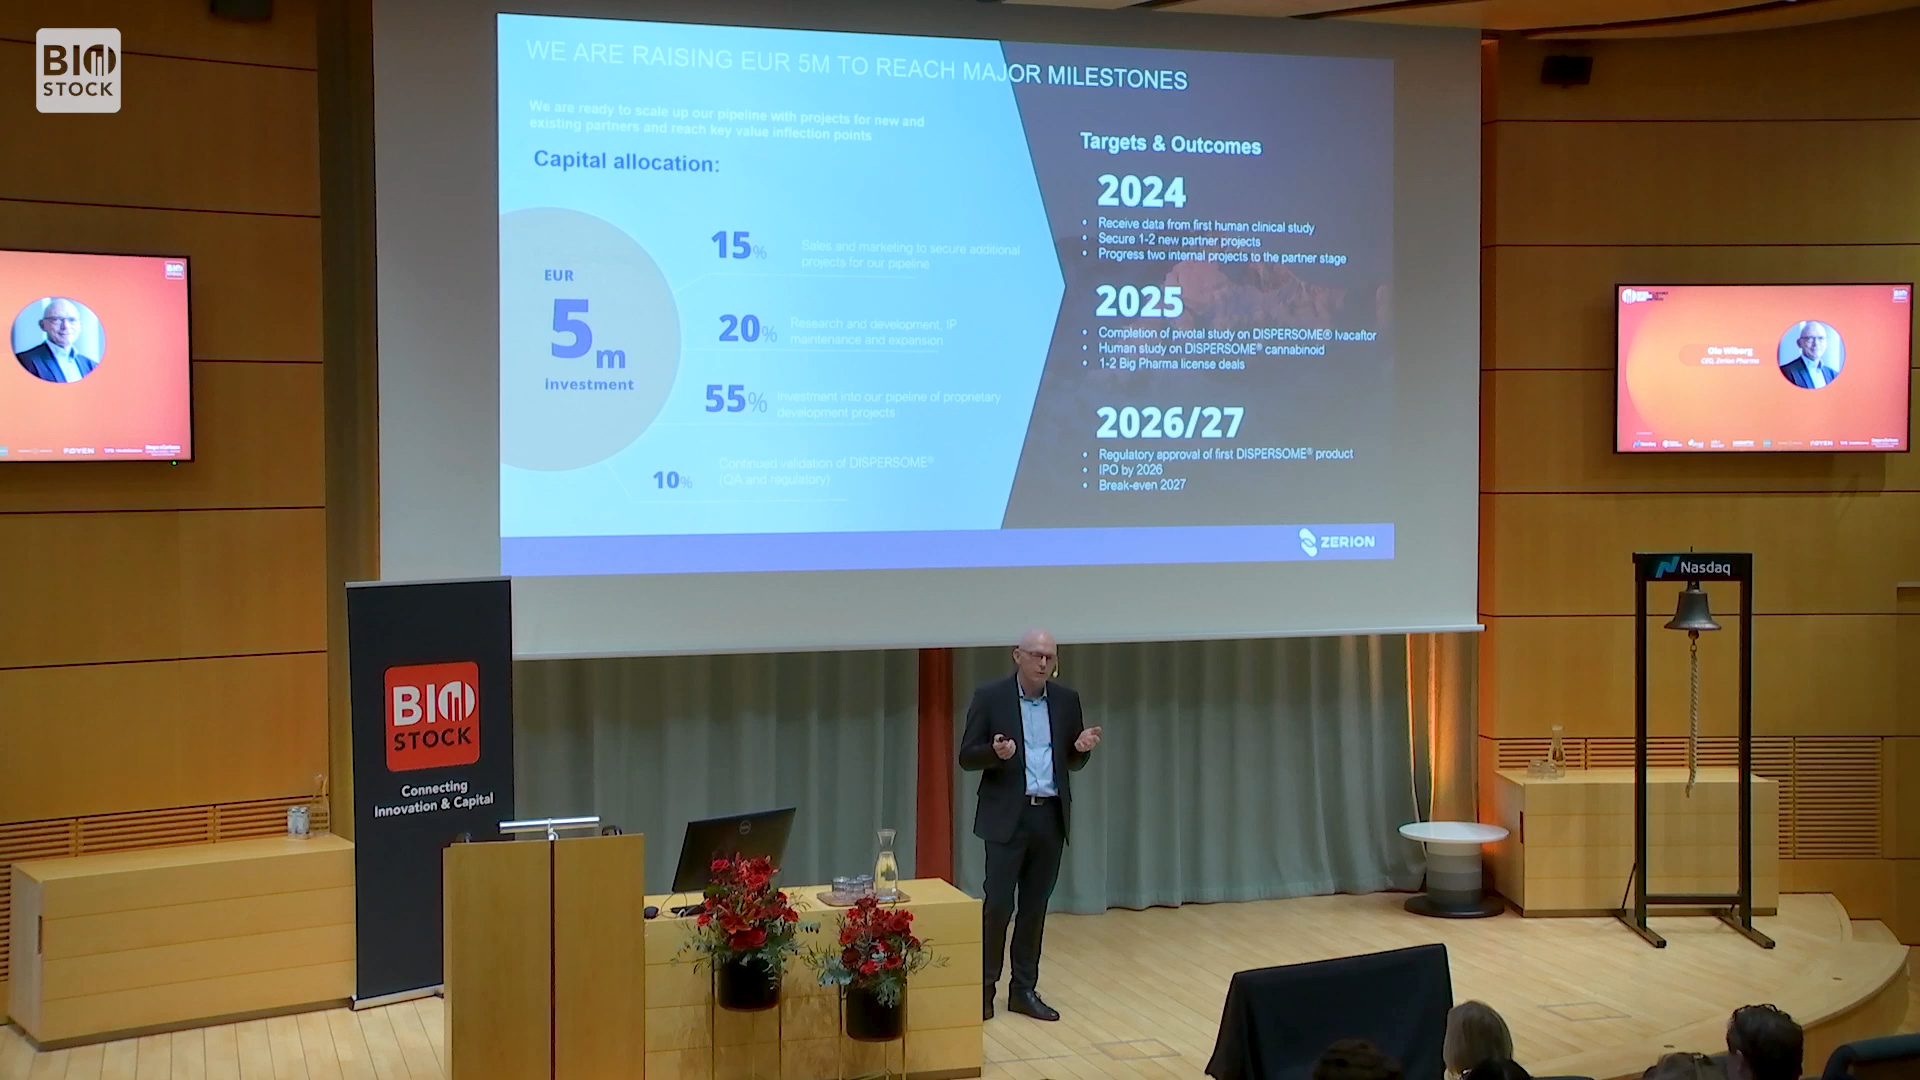 BIO
STOCK
WE ARE RAISING EUR 5M TO REACH MAJOR MILESTONES
We are ready to scale up our pipeline with projects for new and
existing partners and reach key value inflection points
Capital allocation:
EUR
5m
investment
15%
Sales and marketing to secure additional
projects for our pipeline
20%
Research and development, IP
maintenance and expansion
55%
Investment into our pipeline of proprietary
development projects
10%
Continued validation of DISPERSOME®
(QA and regulatory)
Targets & Outcomes
2024
• Receive data from first human clinical study
• Secure 1-2 new partner projects
• Progress two internal projects to the partner stage
2025
• Completion of pivotal study on DISPERSOME® Ivacaftor
• Human study on DISPERSOME® cannabinoid
• 1-2 Big Pharma license deals
2026/27
• Regulatory approval of first DISPERSOME® product
• IPO by 2026
• Break-even 2027
ZERION
FØYEN
Ole Wiborg
CEO, Zerion Pharma
FØYEN
Nasdaq
BIO
STOCK
Connecting
Innovation & Capital
DELL